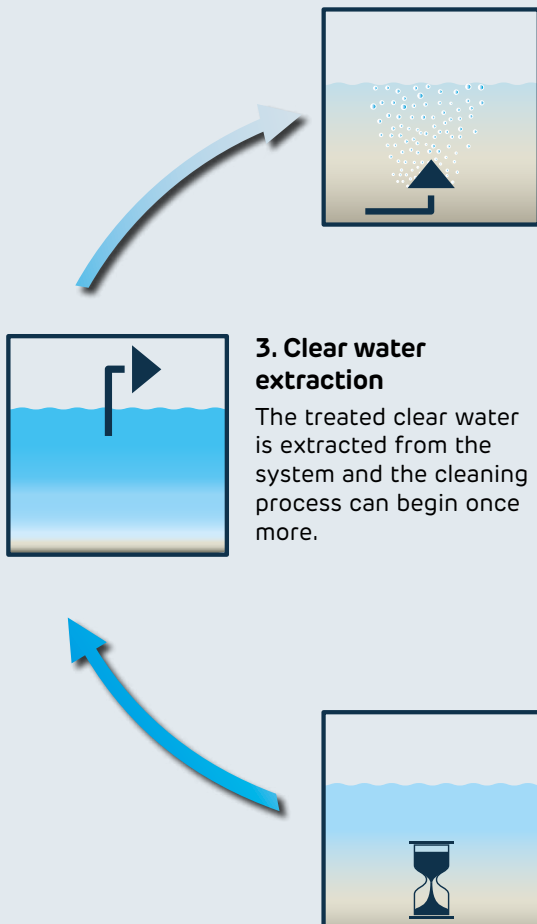 3. Clear water
extraction
The treated clear water
is extracted from the
system and the cleaning
process can begin once
more.